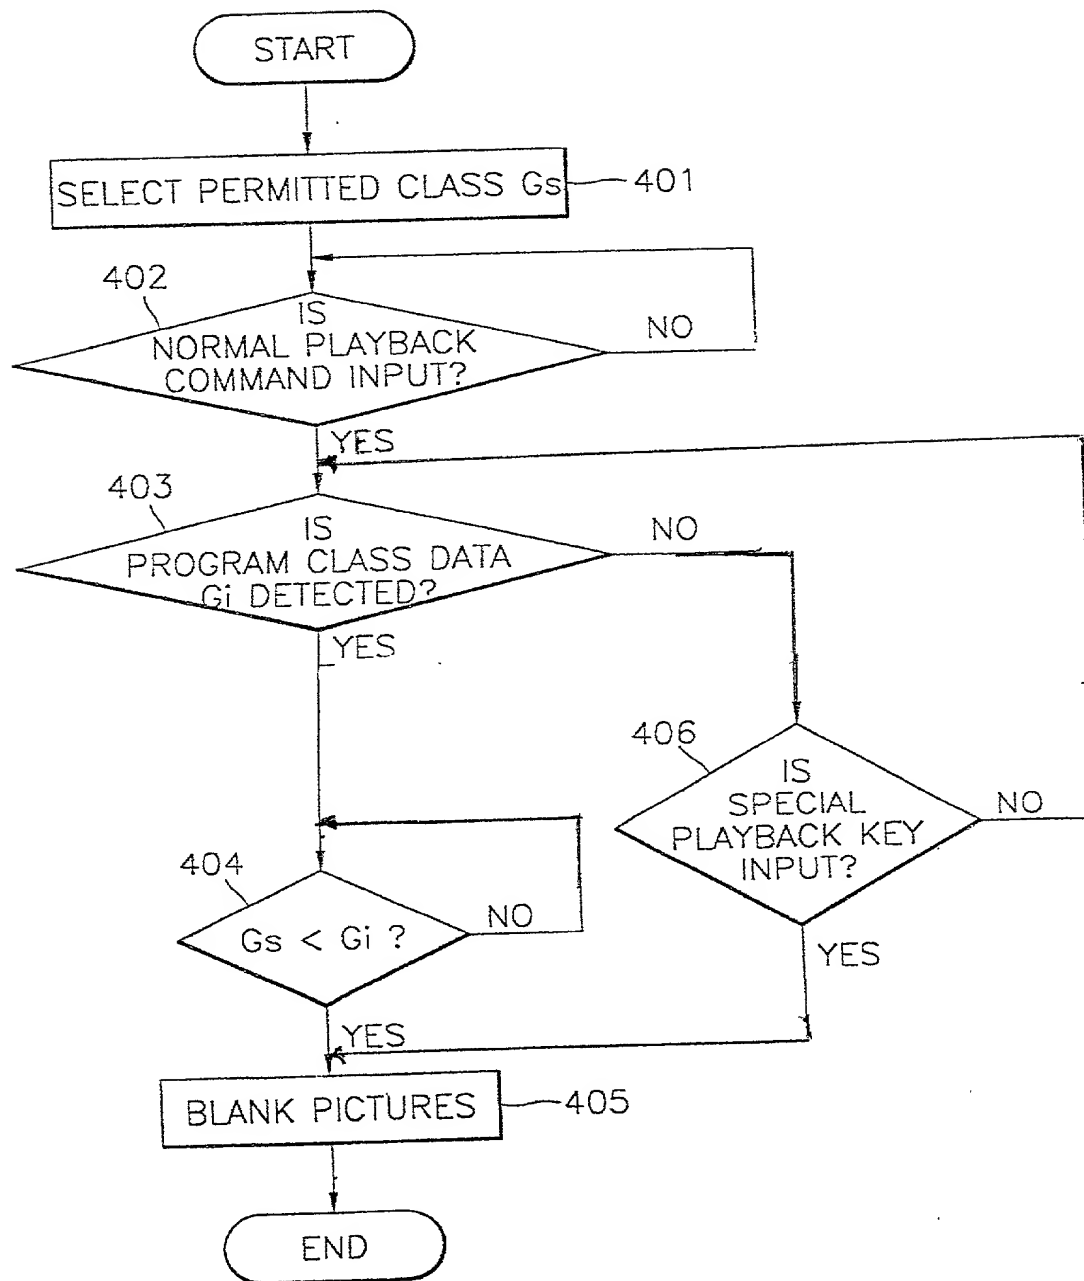 START
SELECT PERMITTED CLASS Gs
401
402
IS
NORMAL PLAYBACK
COMMAND INPUT?
NO
YES
403
IS
PROGRAM CLASS DATA
Gi DETECTED?
NO
YES
406
IS
SPECIAL
PLAYBACK KEY
INPUT?
NO
YES
404
Gs < Gi ?
NO
YES
BLANK PICTURES
405
END